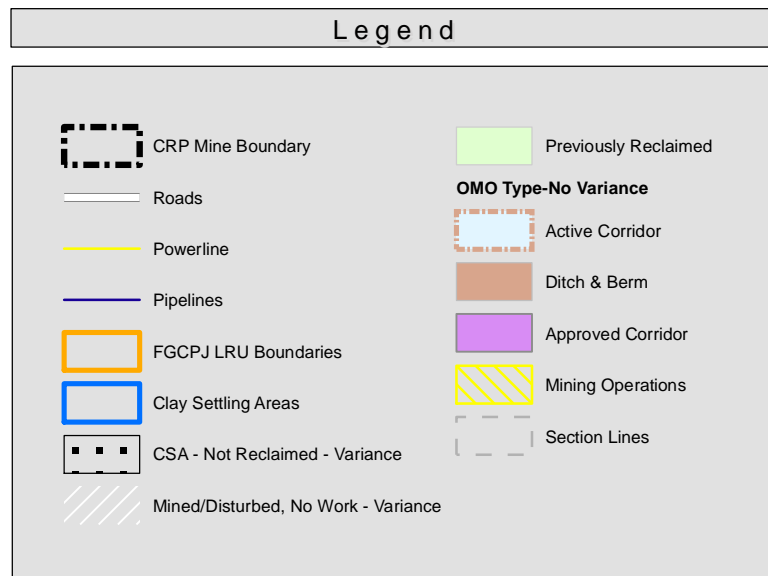 Legend
CRP Mine Boundary
Roads
Powerline
Pipelines
FGCPJ LRU Boundaries
Clay Settling Areas
CSA - Not Reclaimed - Variance
Mined/Disturbed, No Work - Variance
Previously Reclaimed
OMO Type-No Variance
Active Corridor
Ditch & Berm
Approved Corridor
Mining Operations
Section Lines